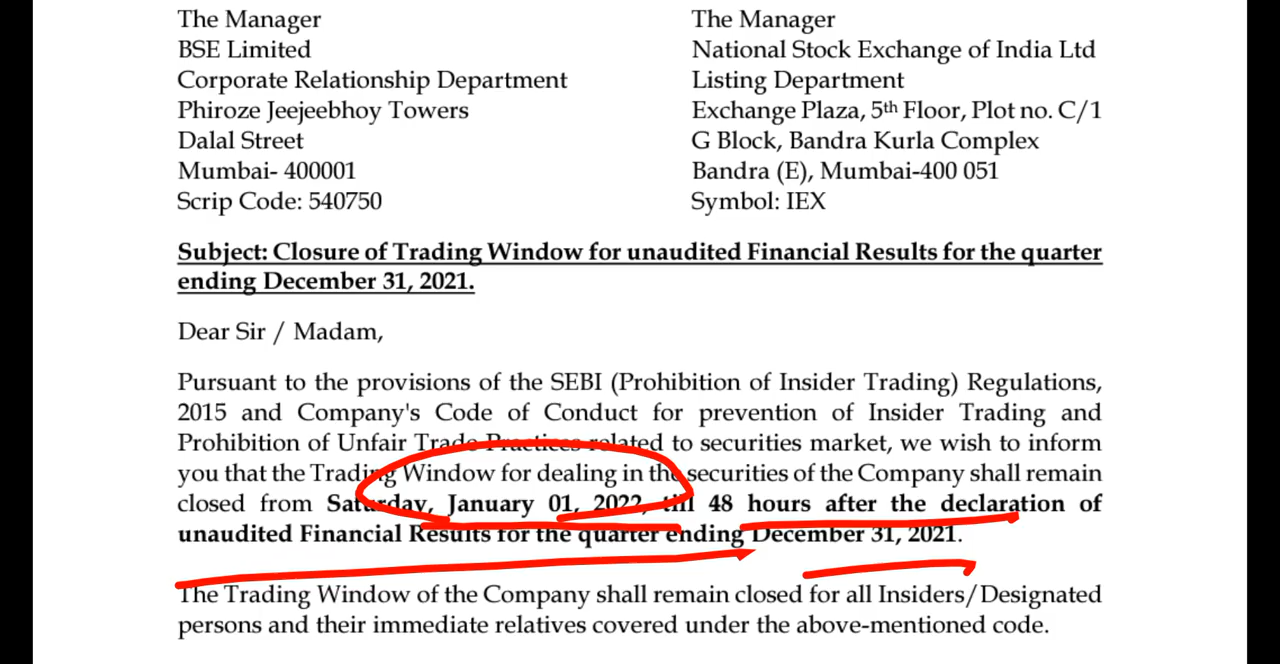 The Manager
BSE Limited
Corporate Relationship Department
Phiroze Jeejeebhoy Towers
Dalal Street
Mumbai- 400001
Scrip Code: 540750
The Manager
National Stock Exchange of India Ltd
Listing Department
Exchange Plaza, 5th Floor, Plot no. C/1
G Block, Bandra Kurla Complex
Bandra (E), Mumbai-400 051
Symbol: IEX
Subject: Closure of Trading Window for unaudited Financial Results for the quarter
ending December 31, 2021.
Dear Sir / Madam,
Pursuant to the provisions of the SEBI (Prohibition of Insider Trading) Regulations,
2015 and Company's Code of Conduct for prevention of Insider Trading and
Prohibition of Unfair Trade Practices related to securities market, we wish to inform
you that the Trading Window for dealing in the securities of the Company shall remain
closed from Saturday, January 01, 2022, till 48 hours after the declaration of
unaudited Financial Results for the quarter ending December 31, 2021.
The Trading Window of the Company shall remain closed for all Insiders/Designated
persons and their immediate relatives covered under the above-mentioned code.